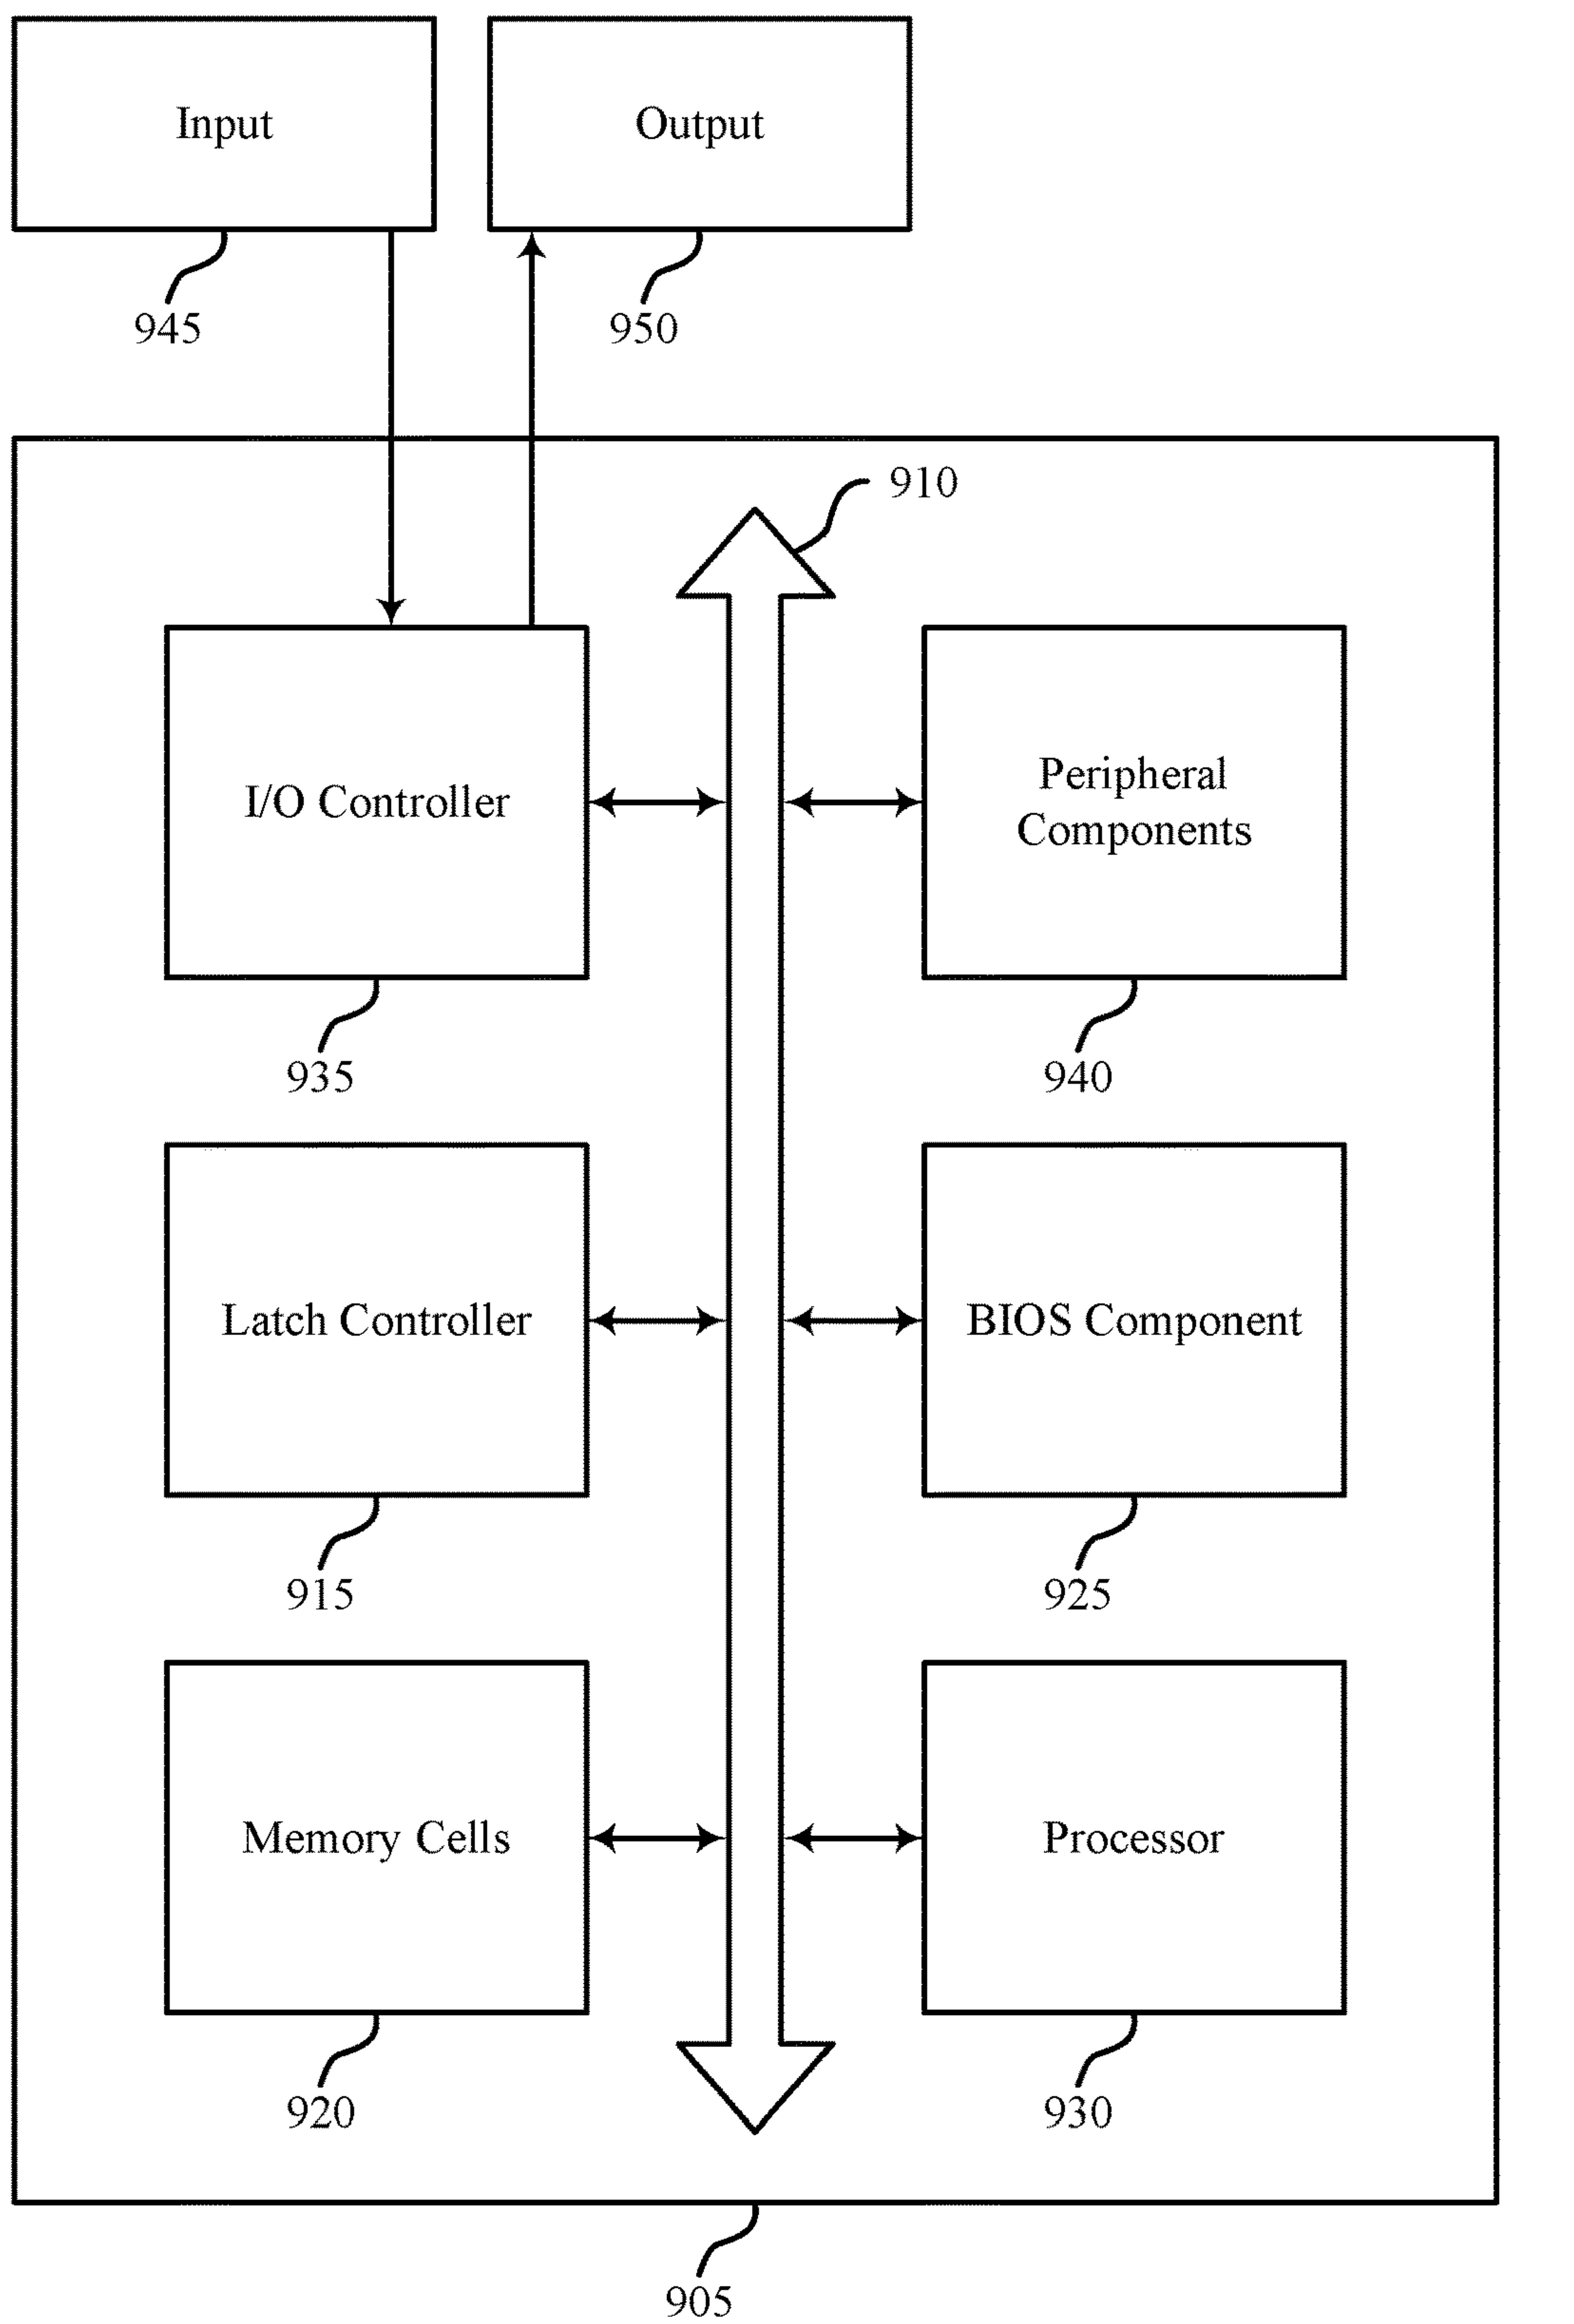 Input
Output
945
950
910
I/O Controller
Peripheral
Components
935
940
Latch Controller
BIOS Component
915
925
Memory Cells
Processor
920
930
905